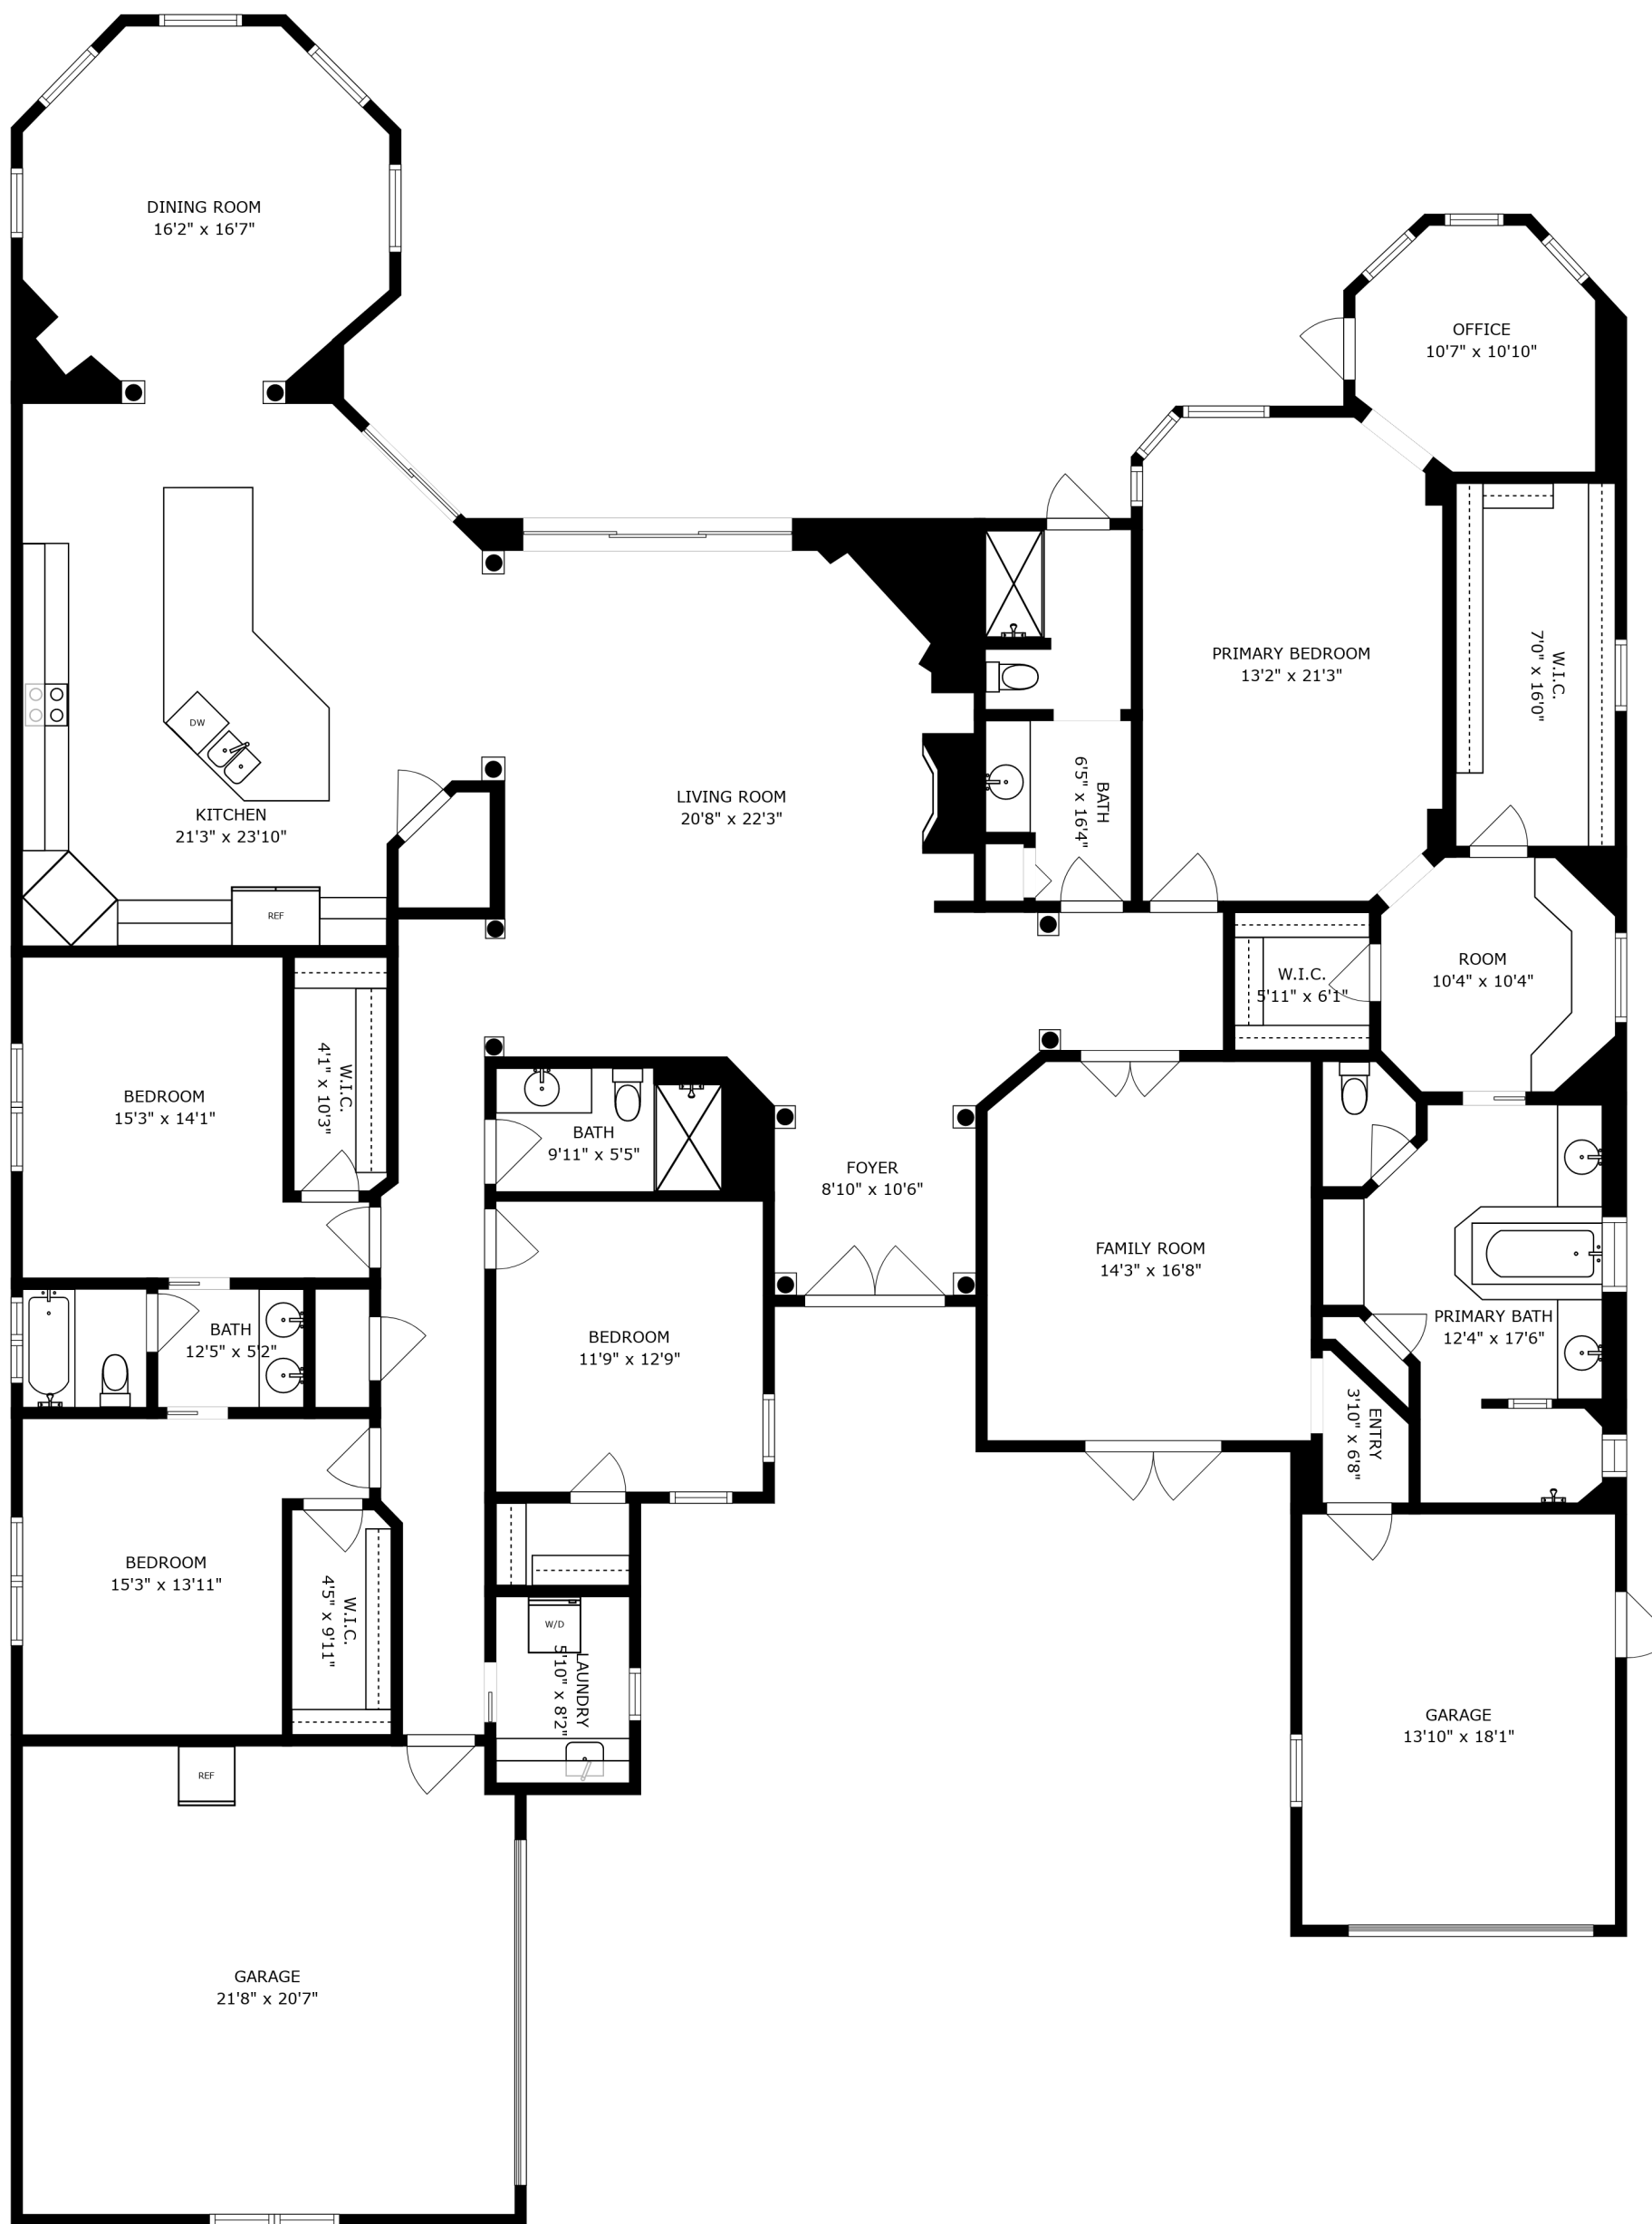 DINING ROOM
16'2" x 16'7"
OFFICE
10'7" x 10'10"
PRIMARY BEDROOM
13'2" x 21'3"
W.I.C.
7'0" x 16'0"
DW
KITCHEN
21'3" x 23'10"
REF
LIVING ROOM
20'8" x 22'3"
BATH
6'5" x 16'4"
W.I.C.
5'11" x 6'1"
ROOM
10'4" x 10'4"
BEDROOM
15'3" x 14'1"
W.I.C.
4'1" x 10'3"
BATH
9'11" x 5'5"
FOYER
8'10" x 10'6"
FAMILY ROOM
14'3" x 16'8"
BATH
12'5" x 5'2"
BEDROOM
11'9" x 12'9"
PRIMARY BATH
12'4" x 17'6"
ENTRY
3'10" x 6'8"
BEDROOM
15'3" x 13'11"
W.I.C.
4'5" x 9'11"
W/D
LAUNDRY
5'10" x 8'2"
GARAGE
13'10" x 18'1"
REF
GARAGE
21'8" x 20'7"